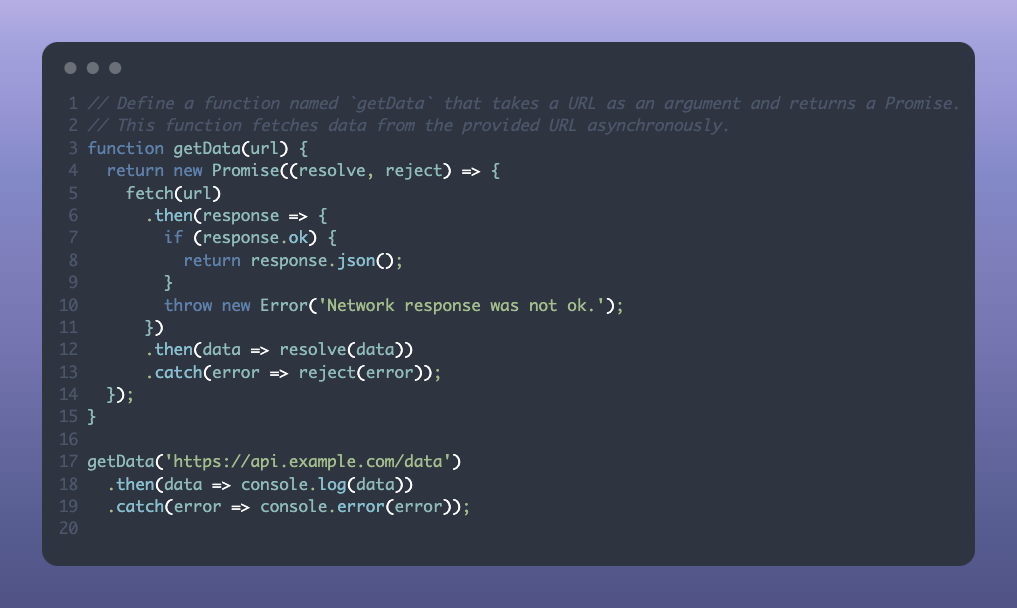 1 // Define a function named `getData` that takes a URL as an argument and returns a Promise.
2 // This function fetches data from the provided URL asynchronously.
3 function getData(url) {
4   return new Promise((resolve, reject) => {
5     fetch(url)
6       .then(response => {
7         if (response.ok) {
8           return response.json();
9         }
10         throw new Error('Network response was not ok.');
11       })
12       .then(data => resolve(data))
13       .catch(error => reject(error));
14   });
15 }
16
17 getData('https://api.example.com/data')
18   .then(data => console.log(data))
19   .catch(error => console.error(error));
20